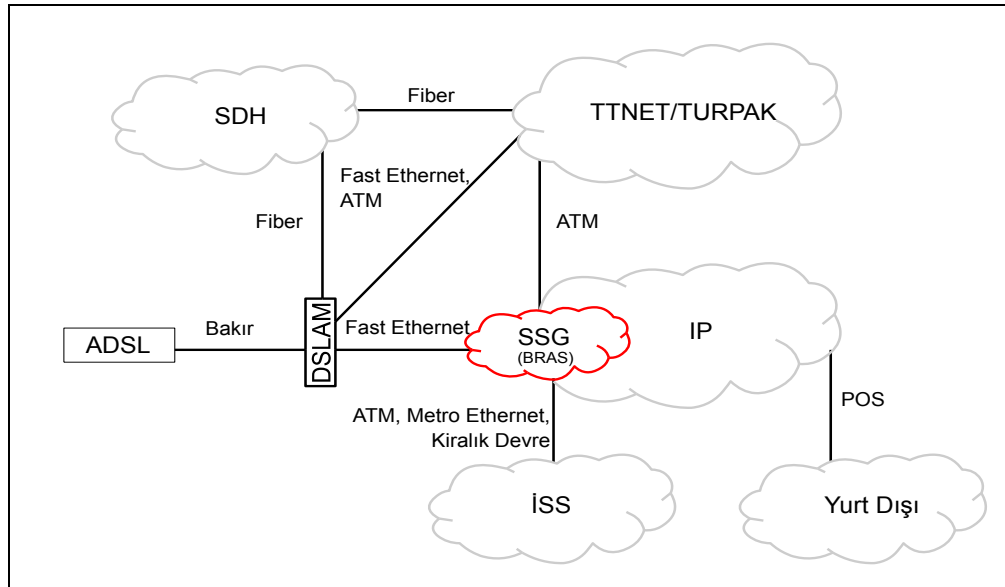 Fiber
SDH
TTNET/TURPAK
Fast Ethernet,
ATM
Fiber
ATM
DSLAM
Bakır
Fast Ethernet
ADSL
SSG
(BRAS)
IP
ATM, Metro Ethernet,
Kiralık Devre
POS
İSS
Yurt Dışı